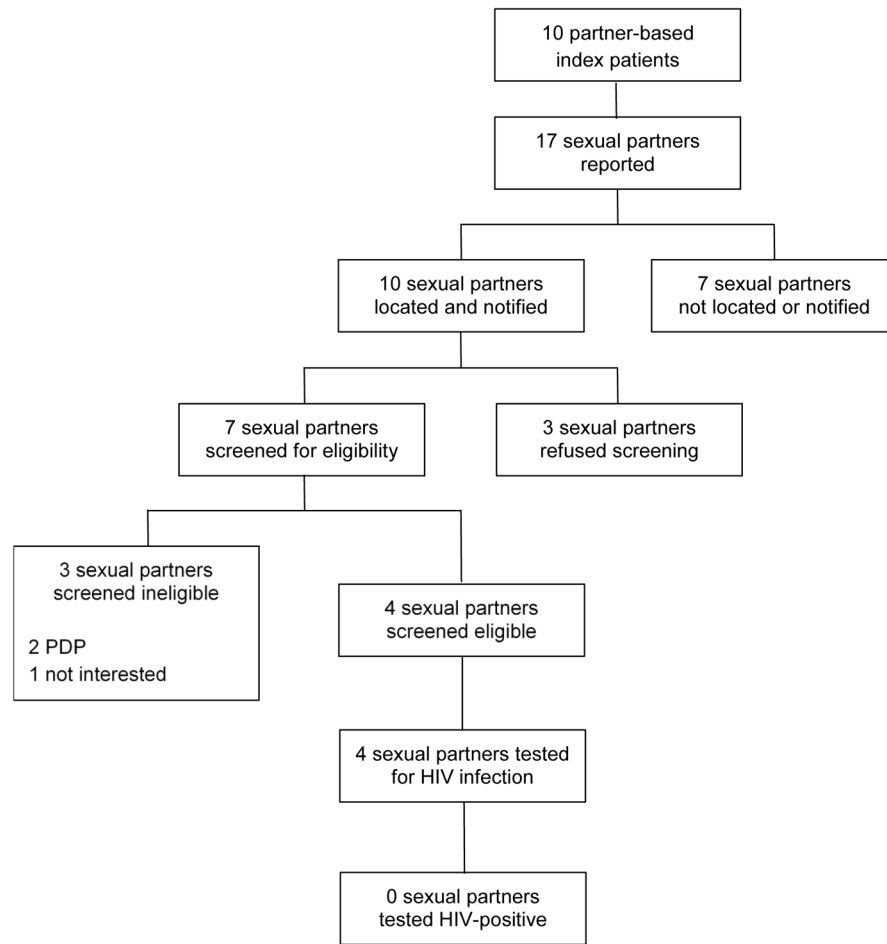 10 partner-based
index patients
17 sexual partners
reported
10 sexual partners
located and notified
7 sexual partners
not located or notified
7 sexual partners
screened for eligibility
3 sexual partners
refused screening
3 sexual partners
screened ineligible
2 PDP
1 not interested
4 sexual partners
screened eligible
4 sexual partners tested
for HIV infection
0 sexual partners
tested HIV-positive